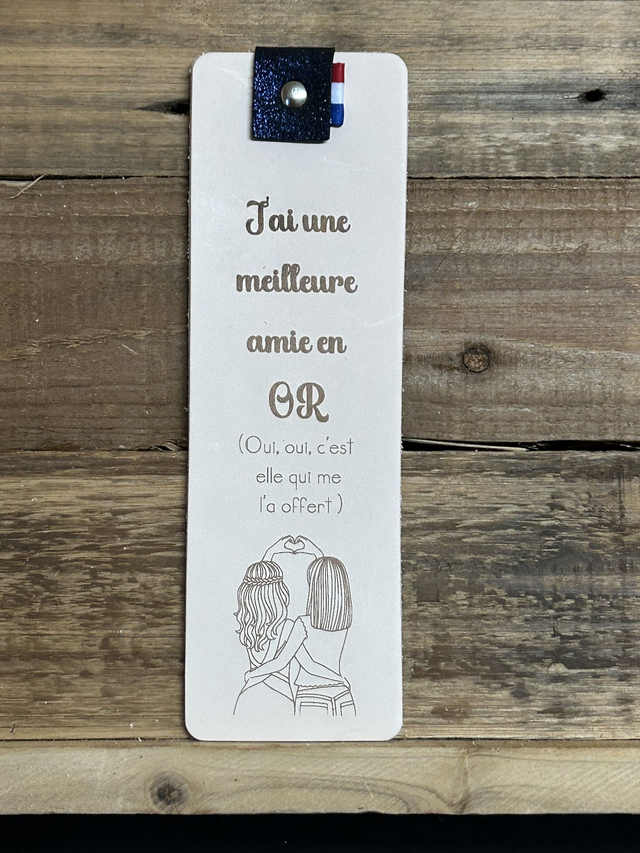 J'ai une
meilleure
amie en
OR
(Oui, oui, c'est
elle qui me
l'a offert )